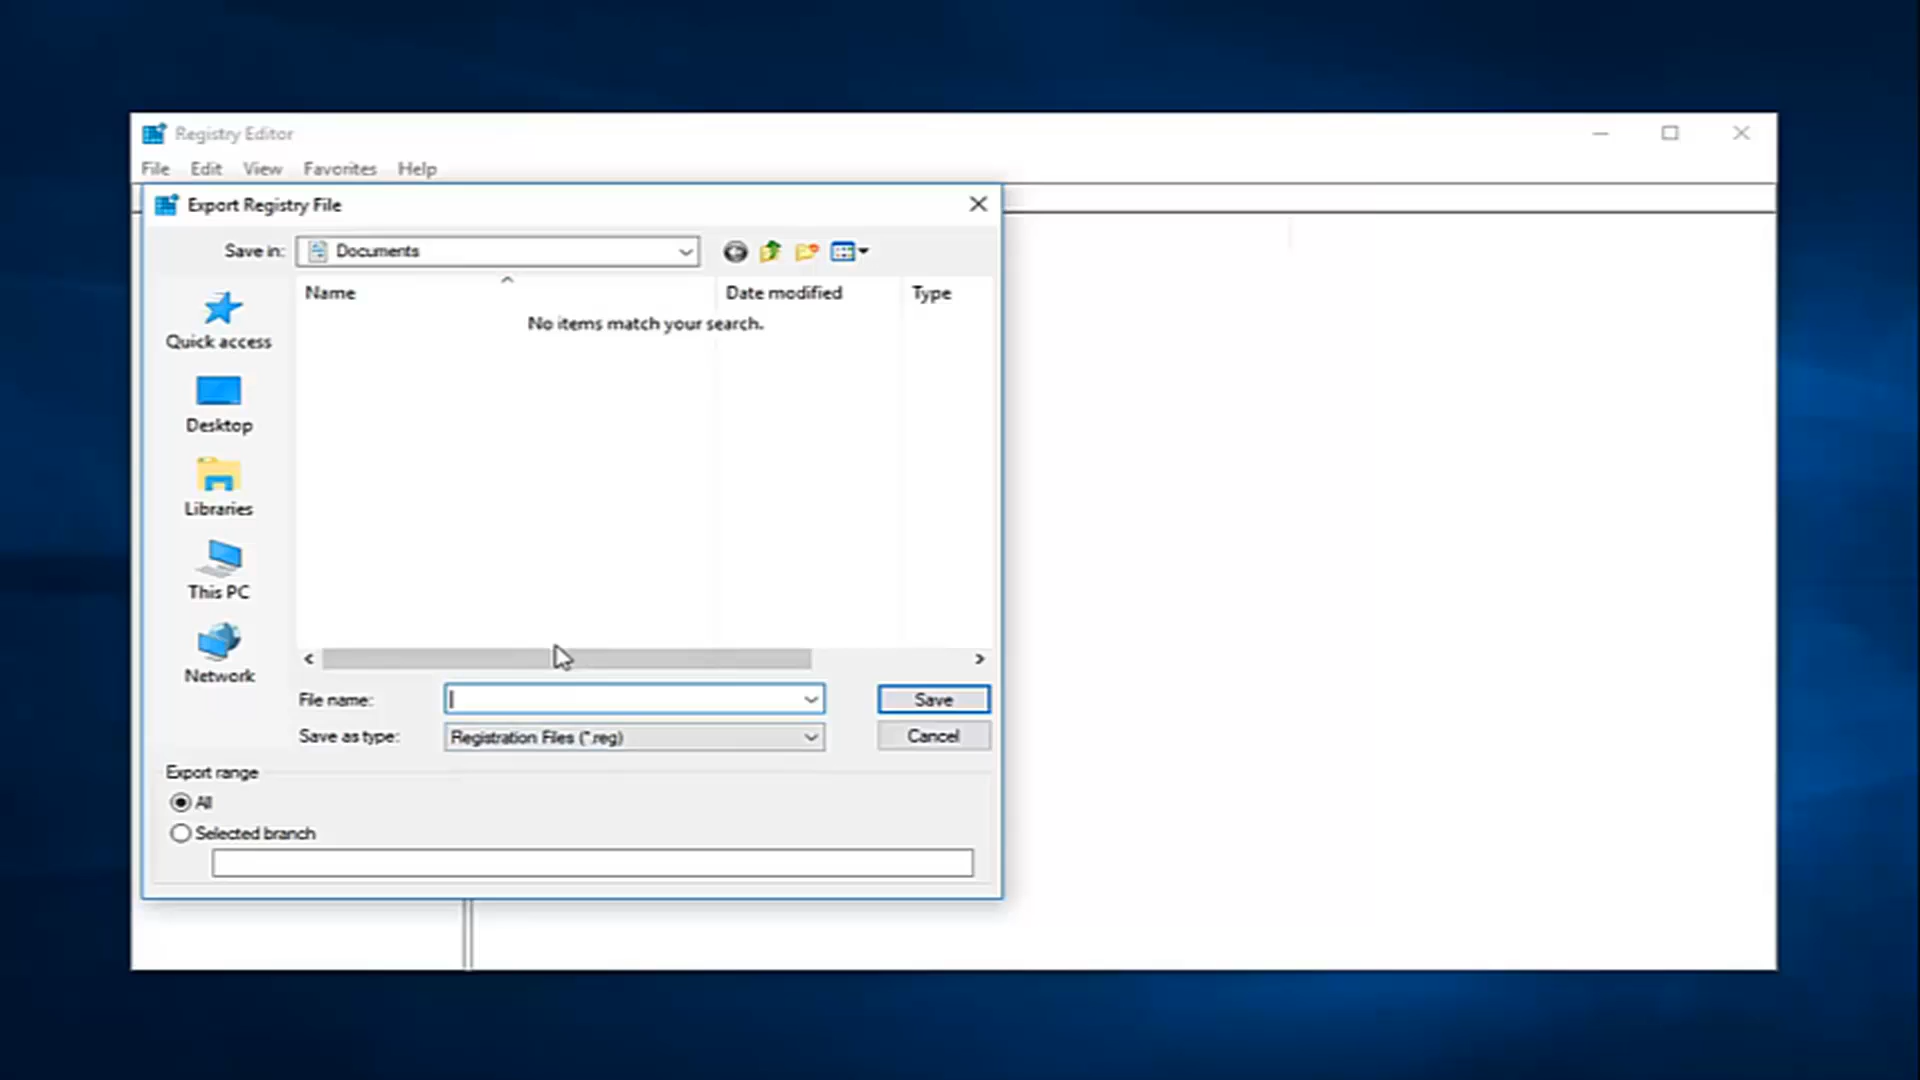 Registry Editor
File Edit View Favorites Help
Export Registry File
Save in: Documents
Name Date modified Type
No items match your search.
Quick access
Desktop
Libraries
This PC
Network
File name: Save
Save as type: Registration Files (*.reg) Cancel
Export range
All
Selected branch